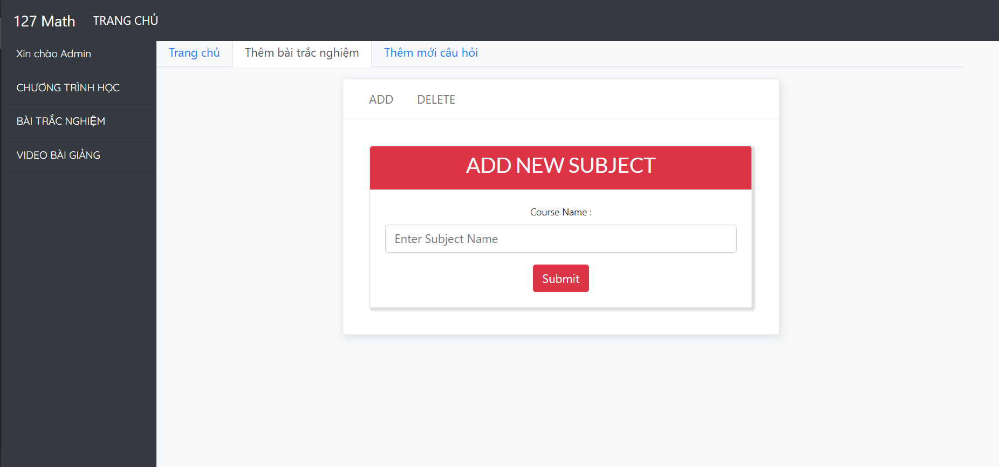 127 Math TRANG CHỦ
Xin chào Admin
CHƯƠNG TRÌNH HỌC
BÀI TRẮC NGHIỆM
VIDEO BÀI GIẢNG
Trang chủ Thêm bài trắc nghiệm Thêm mới câu hỏi
ADD DELETE
ADD NEW SUBJECT
Course Name :
Enter Subject Name
Submit